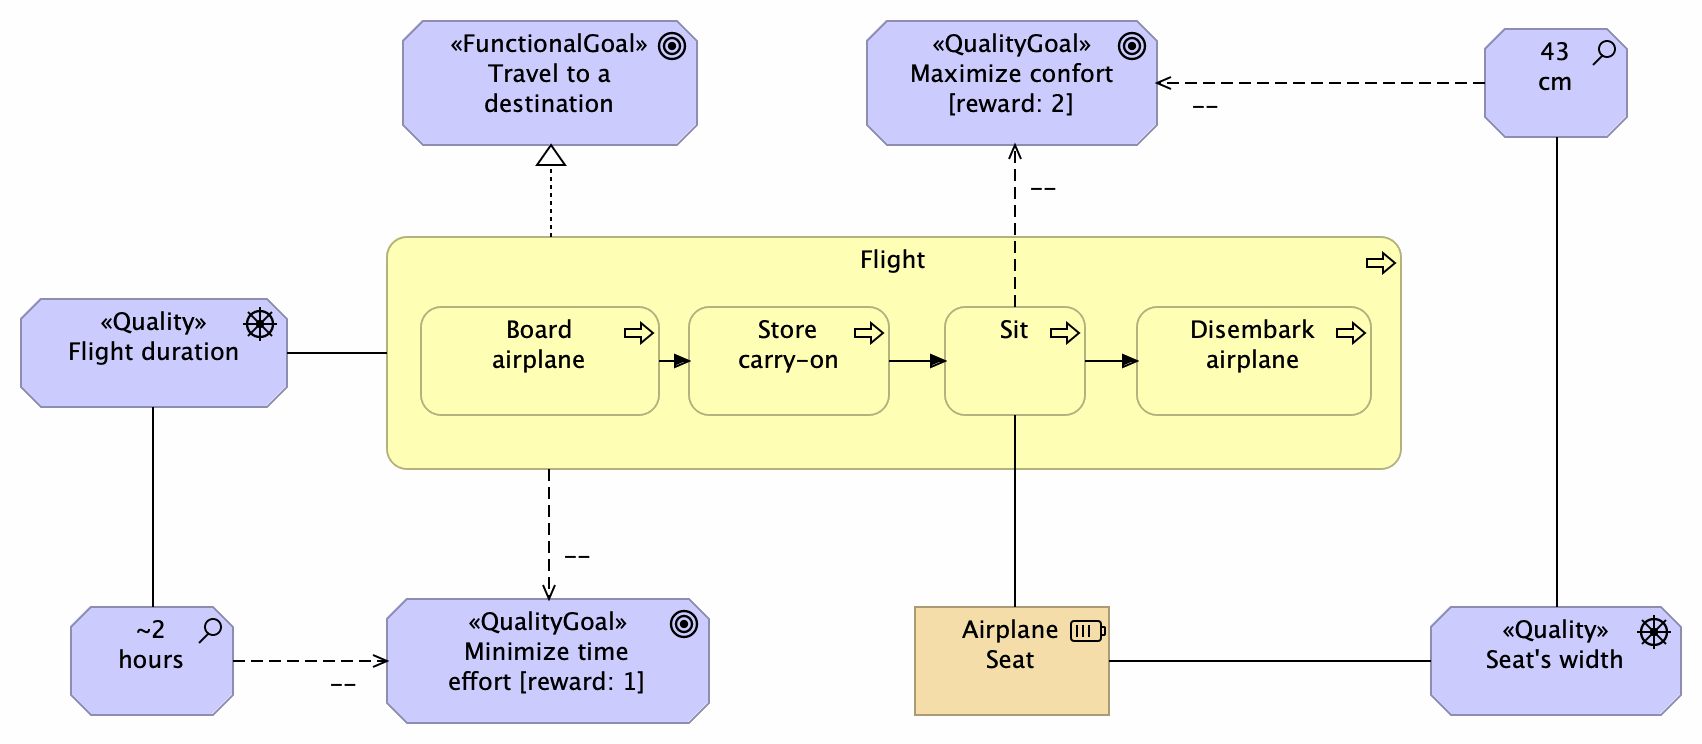 «FunctionalGoal»
Travel to a
destination
«QualityGoal»
Maximize confort
[reward: 2]
43
cm
--
--
Flight
«Quality»
Flight duration
Board
airplane
Store
carry-on
Sit
Disembark
airplane
--
~2
hours
--
«QualityGoal»
Minimize time
effort [reward: 1]
Airplane
Seat
«Quality»
Seat's width